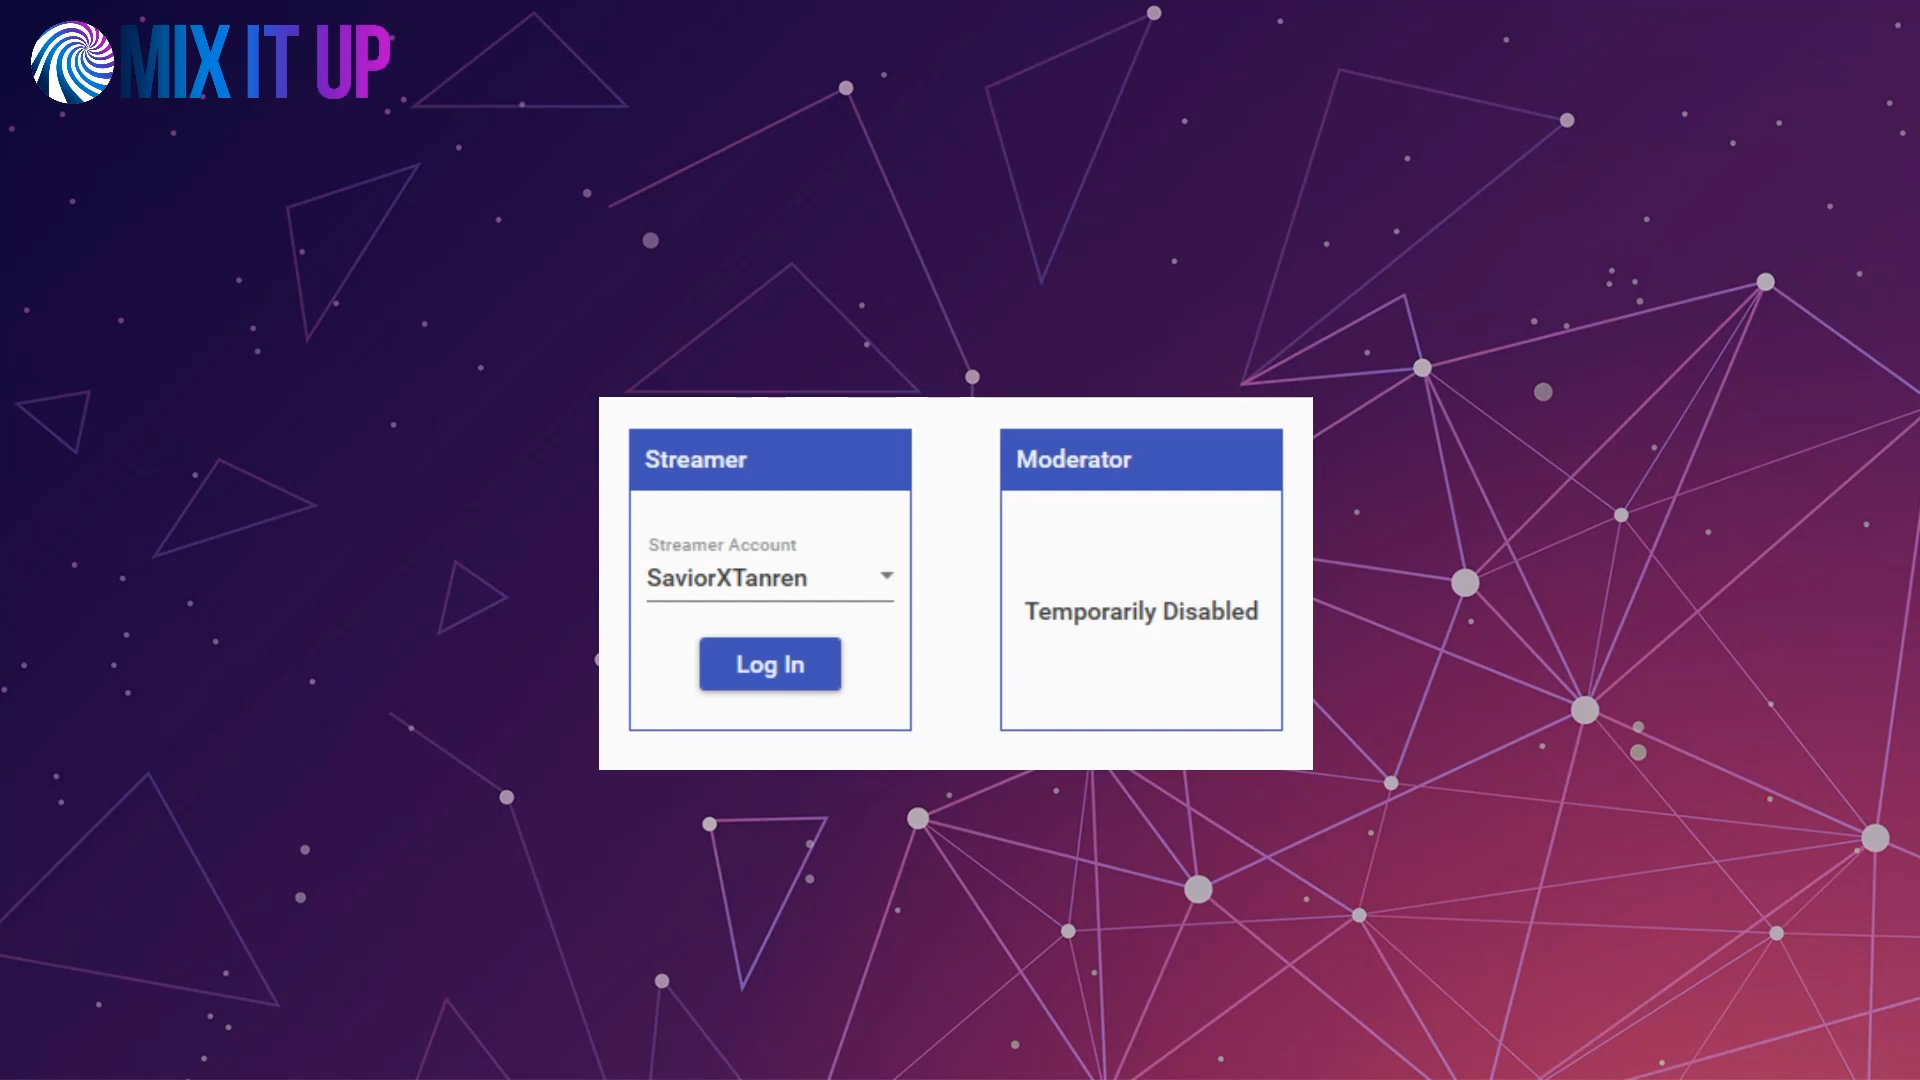 MIX IT UP
Streamer
Streamer Account
SaviorXTanren
Log In
Moderator
Temporarily Disabled